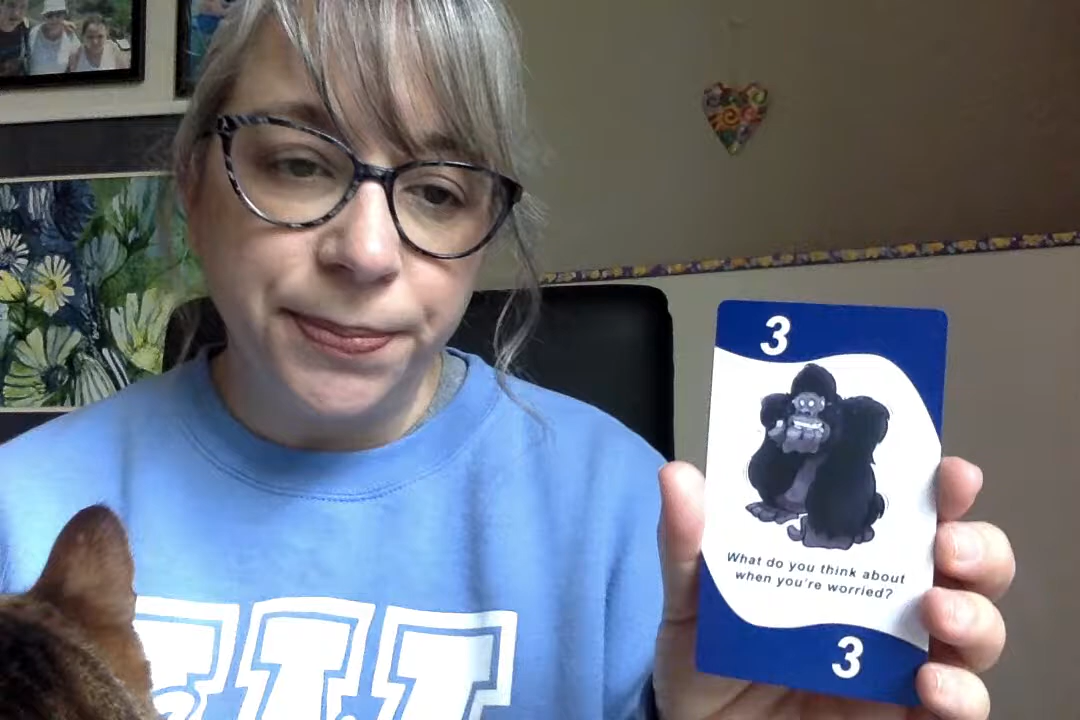 3
What do you think about
when you're worried?
3